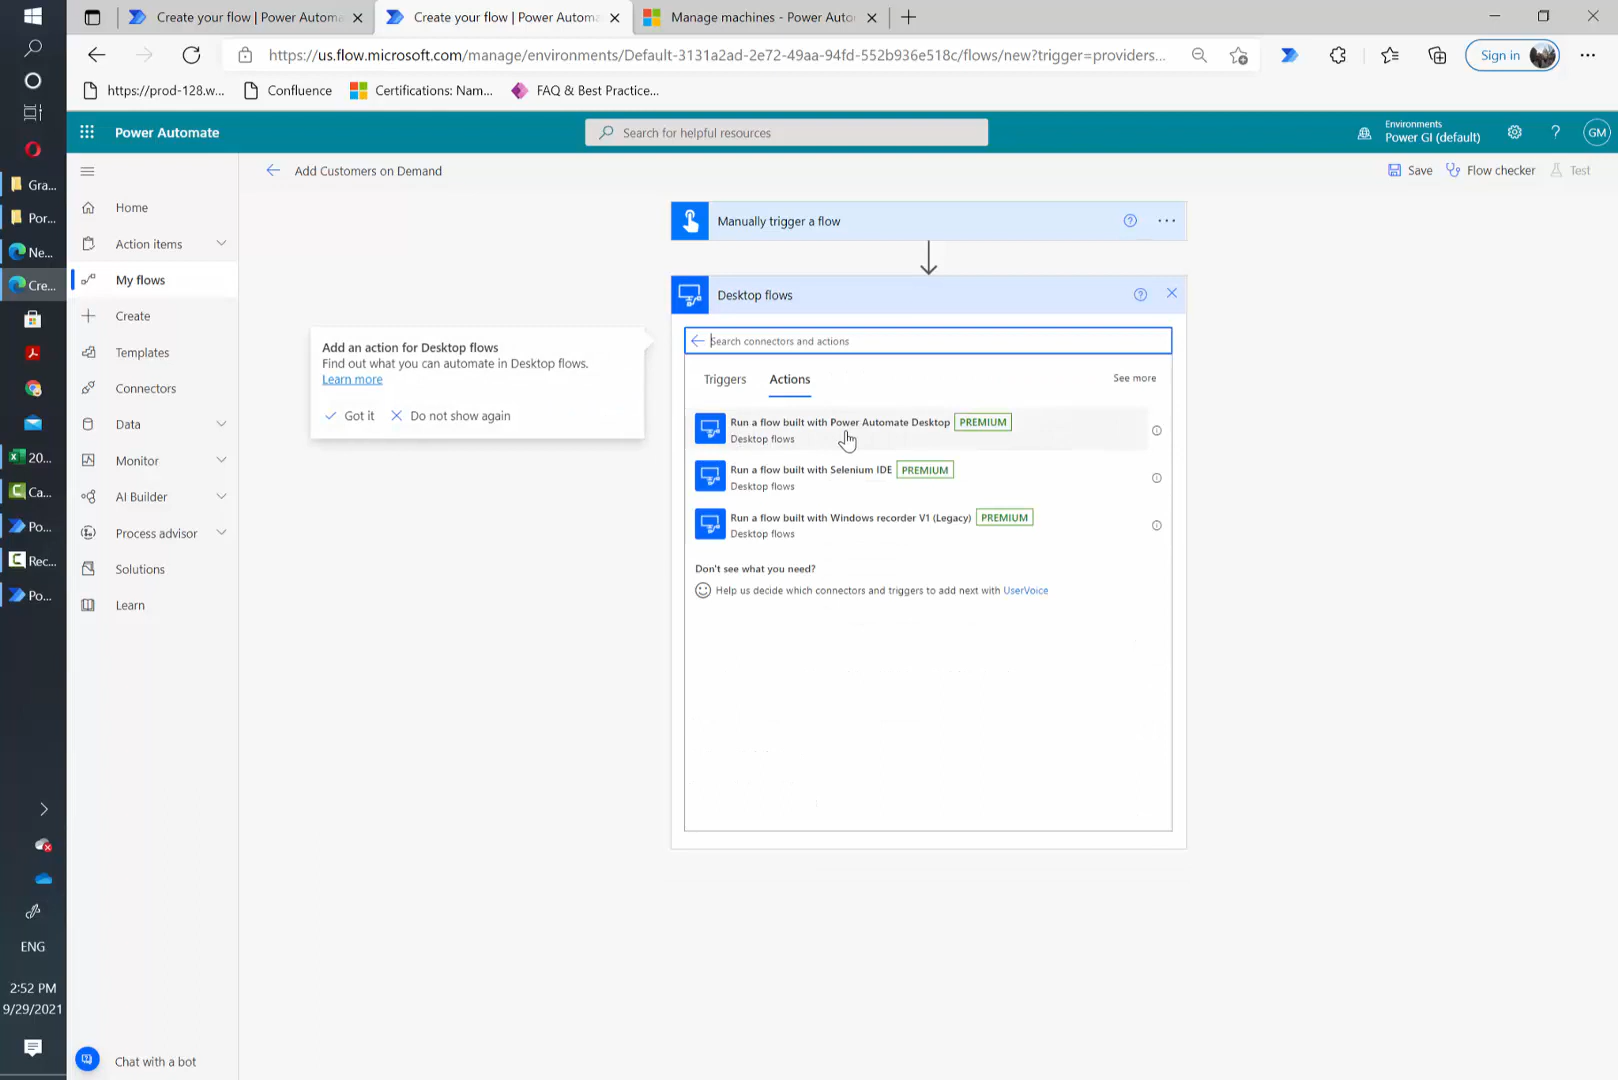 Create your flow | Power Automa
Create your flow | Power Automa
Manage machines - Power Auto
https://us.flow.microsoft.com/manage/environments/Default-3131a2ad-2e72-49aa-94fd-552b936e518c/flows/new?trigger=providers...
Sign in
https://prod-128.w...
Confluence
Certifications: Nam...
FAQ & Best Practice...
Power Automate
Search for helpful resources
Environments
Power GI (default)
GM
Add Customers on Demand
Save
Flow checker
Test
Home
Action items
My flows
Create
Templates
Connectors
Data
Monitor
AI Builder
Process advisor
Solutions
Learn
Chat with a bot
Manually trigger a flow
Desktop flows
Add an action for Desktop flows
Find out what you can automate in Desktop flows.
Learn more
Got it
Do not show again
Search connectors and actions
Triggers
Actions
See more
Run a flow built with Power Automate Desktop PREMIUM
Desktop flows
Run a flow built with Selenium IDE PREMIUM
Desktop flows
Run a flow built with Windows recorder V1 (Legacy) PREMIUM
Desktop flows
Don't see what you need?
Help us decide which connectors and triggers to add next with UserVoice
Gra...
Por...
Ne...
Cre...
20...
Ca...
Po...
Rec...
Po...
ENG
2:52 PM
9/29/2021